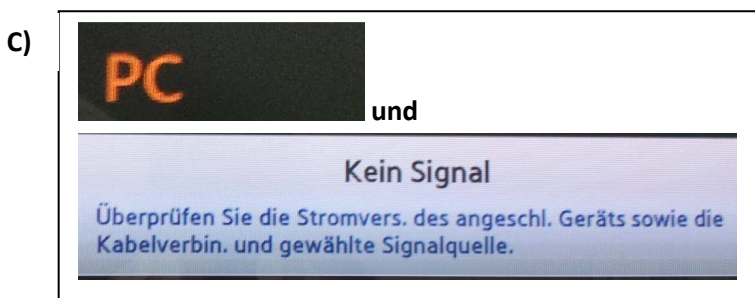 C)
PC
und
Kein Signal
Überprüfen Sie die Stromvers. des angeschl. Geräts sowie die
Kabelverbin. und gewählte Signalquelle.